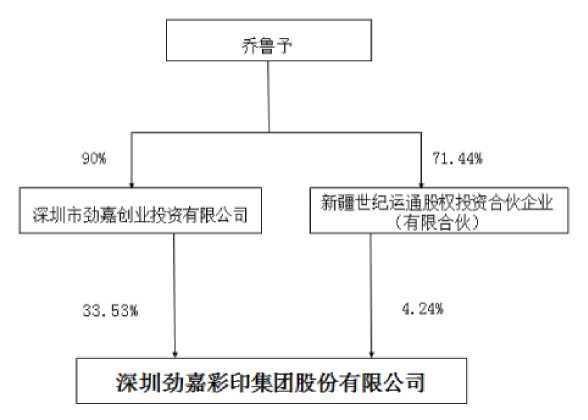 乔鲁予
90%
71.44%
深圳市劲嘉创业投资有限公司
新疆世纪运通股权投资合伙企业
（有限合伙）
33.53%
4.24%
深圳劲嘉彩印集团股份有限公司